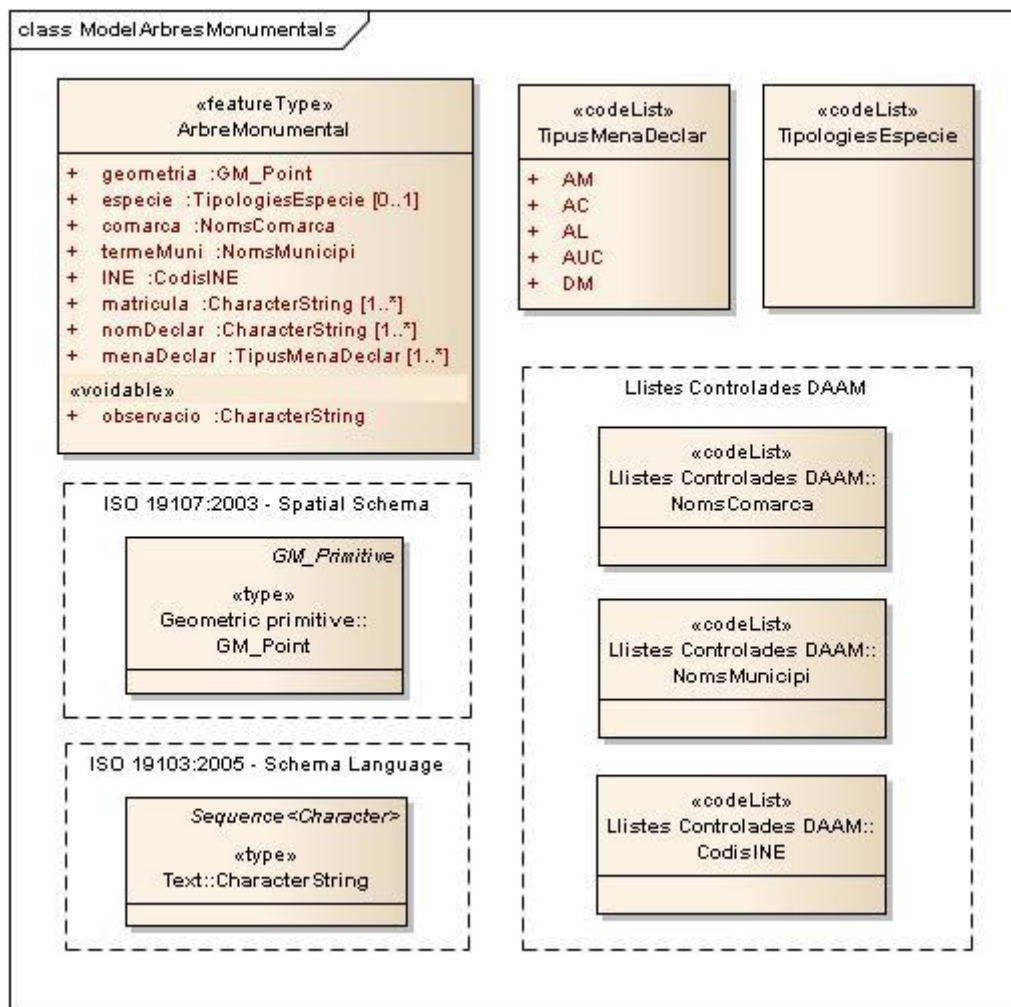 class ModelArbresMonumentals
«featureType»
ArbreMonumental
+ geometria :GM_Point
+ especie :TipologiesEspecie [0..1]
+ comarca :NomsComarca
+ termeMuni :NomsMunicipi
+ INE :CodisINE
+ matricula :CharacterString [1..*]
+ nomDeclar :CharacterString [1..*]
+ menaDeclar :TipusMenaDeclar [1..*]
«voidable»
+ observacio :CharacterString
«codeList»
TipusMenaDeclar
+ AM
+ AC
+ AL
+ AUC
+ DM
«codeList»
TipologiesEspecie
ISO 19107:2003 - Spatial Schema
GM_Primitive
«type»
Geometric primitive::
GM_Point
ISO 19103:2005 - Schema Language
Sequence<Character>
«type»
Text::CharacterString
Llistes Controlades DAAM
«codeList»
Llistes Controlades DAAM::
NomsComarca
«codeList»
Llistes Controlades DAAM::
NomsMunicipi
«codeList»
Llistes Controlades DAAM::
CodisINE